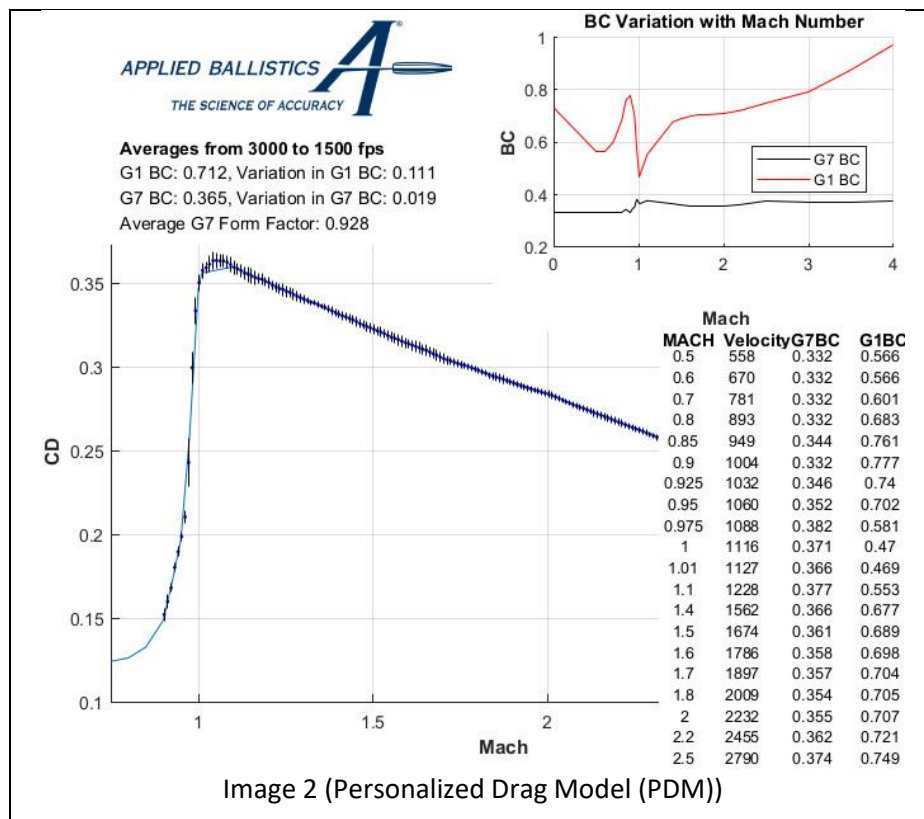 APPLIED BALLISTICS
THE SCIENCE OF ACCURACY
Averages from 3000 to 1500 fps
G1 BC: 0.712, Variation in G1 BC: 0.111
G7 BC: 0.365, Variation in G7 BC: 0.019
Average G7 Form Factor: 0.928
BC Variation with Mach Number
1
0.8
0.6
0.4
0.2
BC
G7 BC
G1 BC
0 1 2 3 4
Mach
0.35
0.3
0.25
0.2
0.15
0.1
CD
1 1.5 2
Mach
MACH VelocityG7BC G1BC
0.5 558 0.332 0.566
0.6 670 0.332 0.566
0.7 781 0.332 0.601
0.8 893 0.332 0.683
0.85 949 0.344 0.761
0.9 1004 0.332 0.777
0.925 1032 0.346 0.74
0.95 1060 0.352 0.702
0.975 1088 0.382 0.581
1 1116 0.371 0.47
1.01 1127 0.366 0.469
1.1 1228 0.377 0.553
1.4 1562 0.366 0.677
1.5 1674 0.361 0.689
1.6 1786 0.358 0.698
1.7 1897 0.357 0.704
1.8 2009 0.354 0.705
2 2232 0.355 0.707
2.2 2455 0.362 0.721
2.5 2790 0.374 0.749
Image 2 (Personalized Drag Model (PDM))